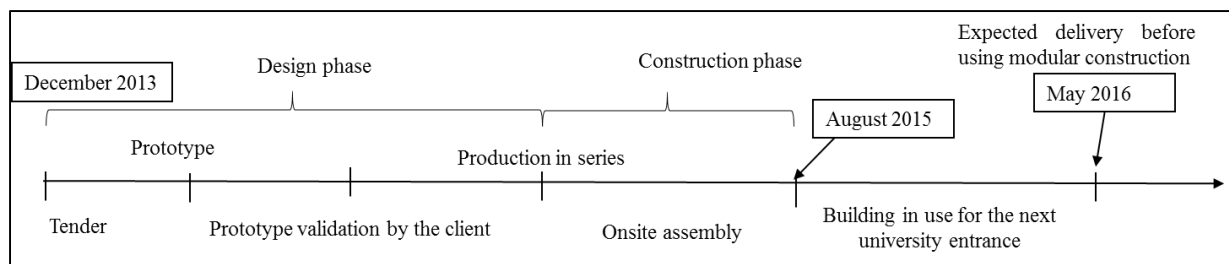 Expected delivery before
using modular construction
Design phase
Construction phase
December 2013
May 2016
August 2015
Prototype
Production in series
Tender
Prototype validation by the client
Onsite assembly
Building in use for the next
university entrance